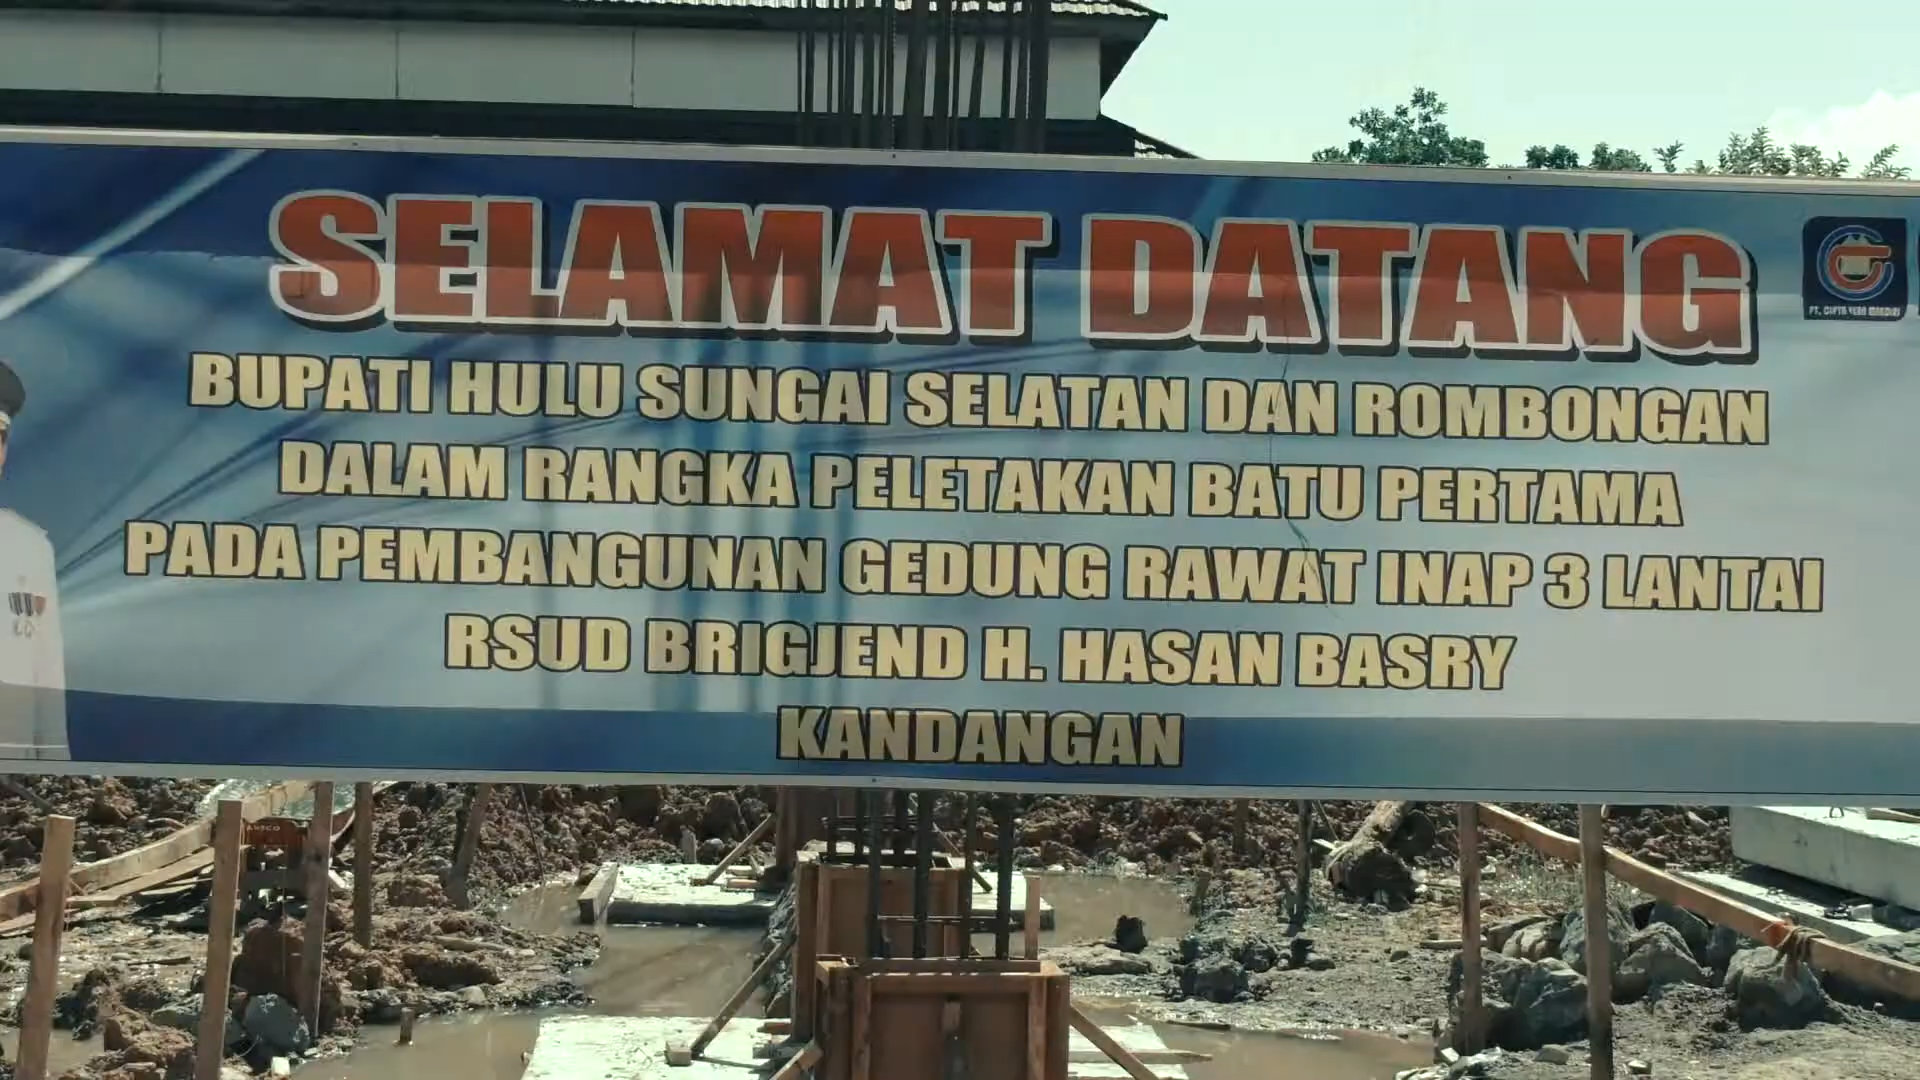 SELAMAT DATANG
BUPATI HULU SUNGAI SELATAN DAN ROMBONGAN
DALAM RANGKA PELETAKAN BATU PERTAMA
PADA PEMBANGUNAN GEDUNG RAWAT INAP 3 LANTAI
RSUD BRIGJEND H. HASAN BASRY
KANDANGAN